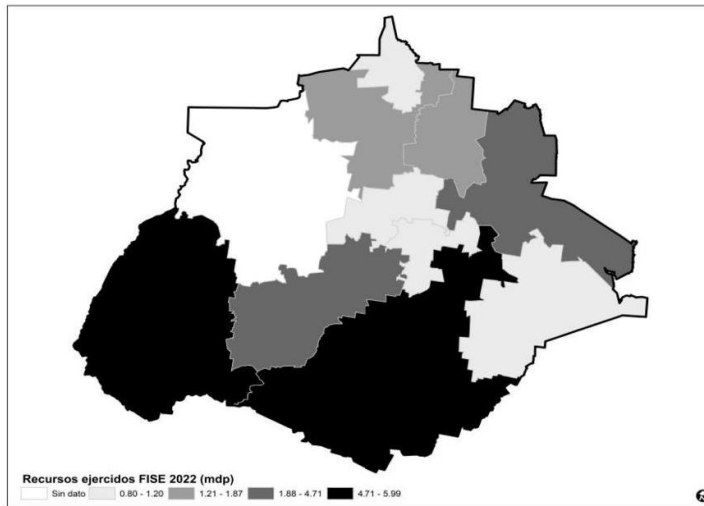 Recursos ejercidos FISE 2022 (mdp)
Sin dato 0.80 - 1.20 1.21 - 1.87 1.88 - 4.71 4.71 - 5.99